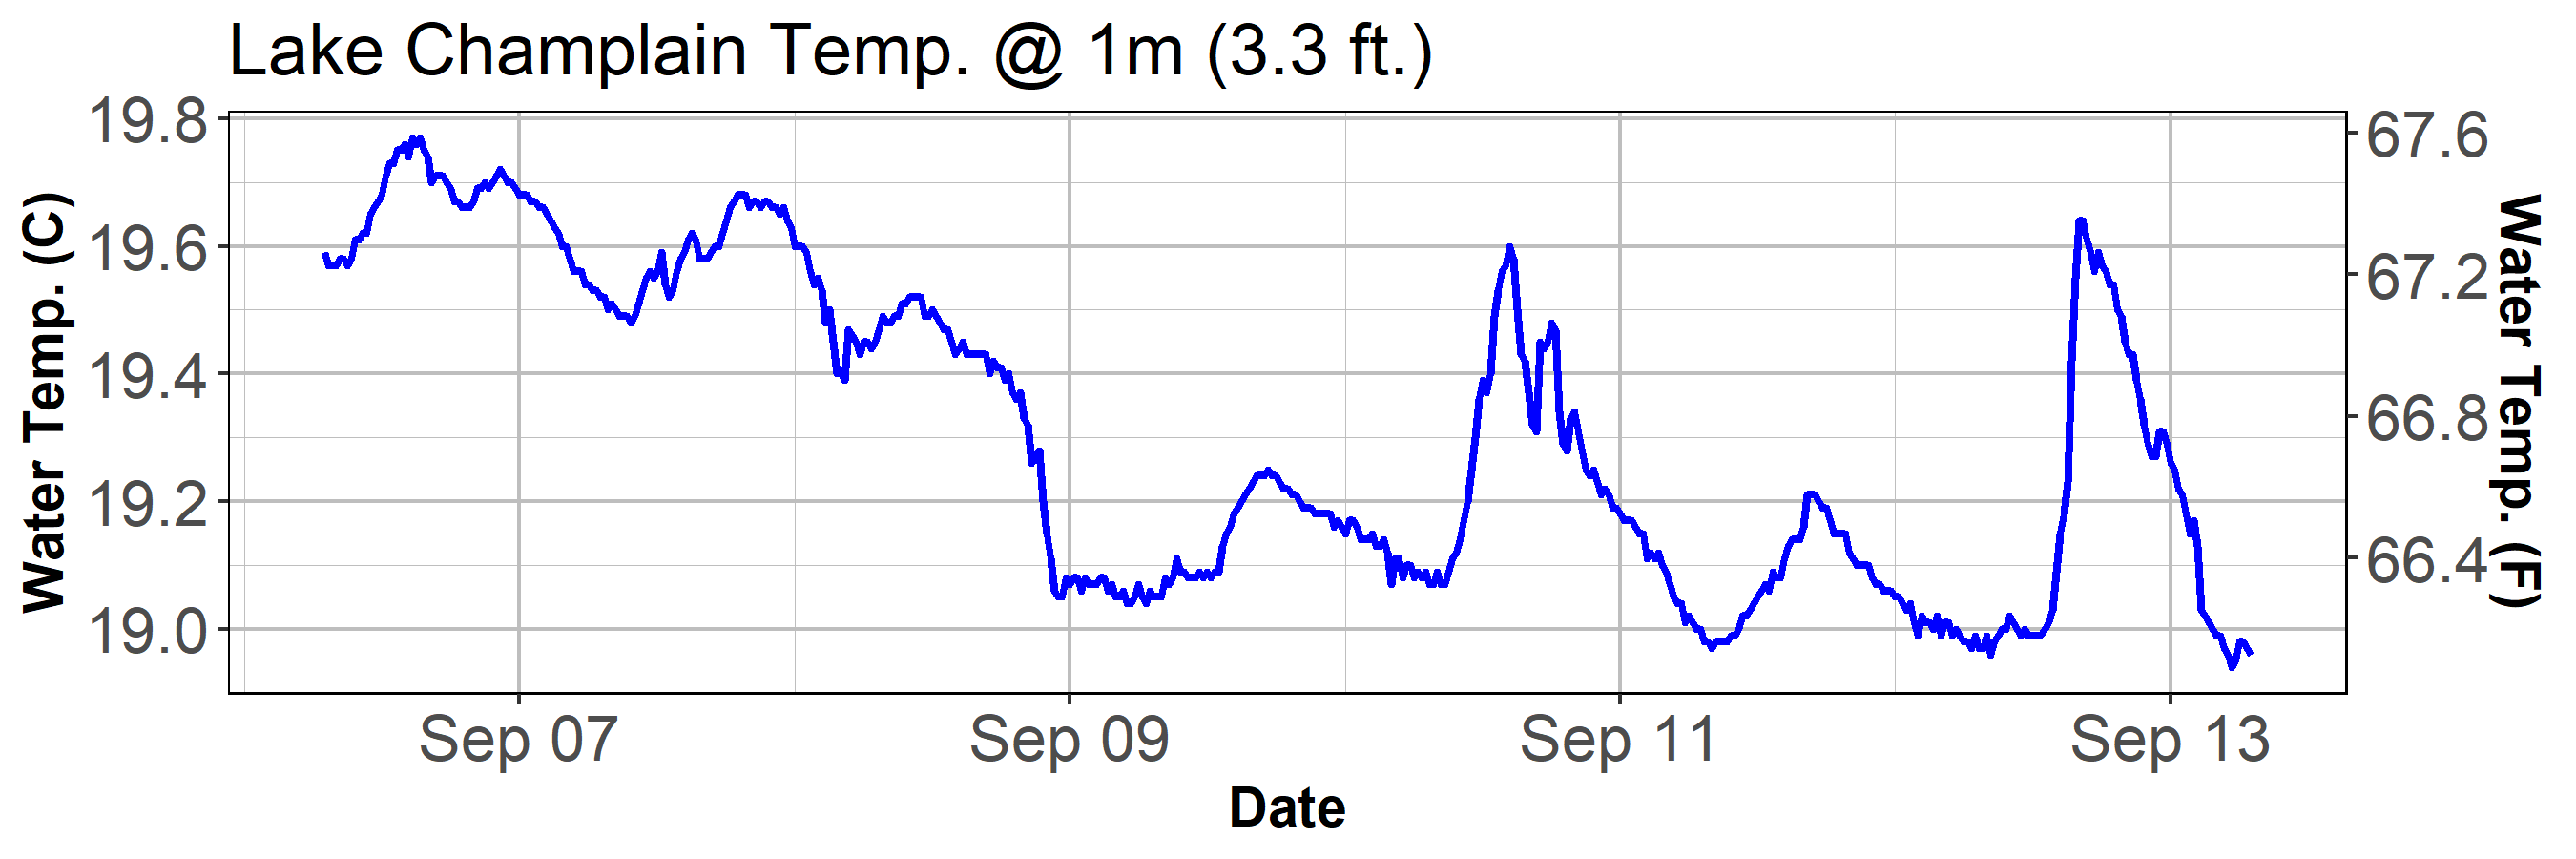 Lake Champlain Temp. @ 1m (3.3 ft.)
Water Temp. (C)
19.8
19.6
19.4
19.2
19.0
67.6
67.2
66.8
66.4
Water Temp. (F)
Sep 07 Sep 09 Sep 11 Sep 13
Date